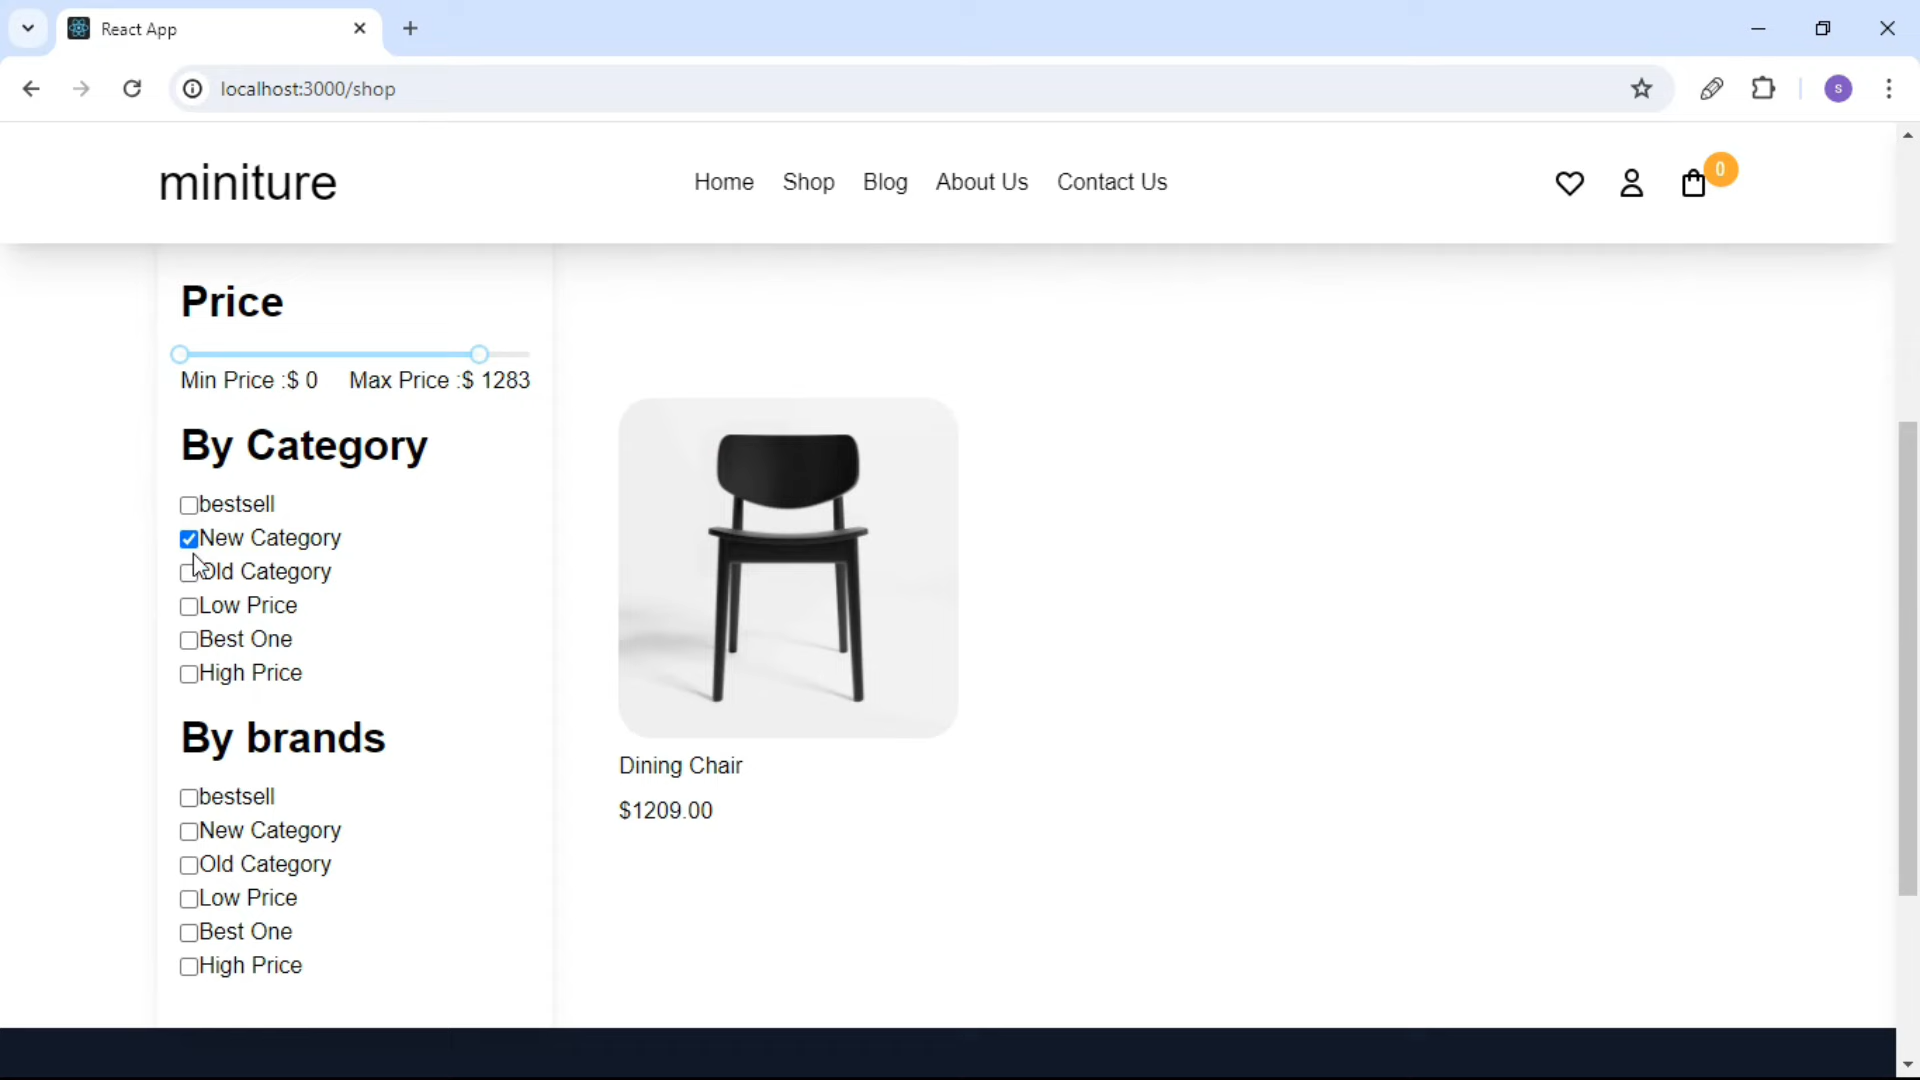 React App
localhost:3000/shop
S
miniture
Home Shop Blog About Us Contact Us
0
Price
Min Price :$ 0 Max Price :$ 1283
By Category
bestsell
New Category
Old Category
Low Price
Best One
High Price
By brands
bestsell
New Category
Old Category
Low Price
Best One
High Price
Dining Chair
$1209.00